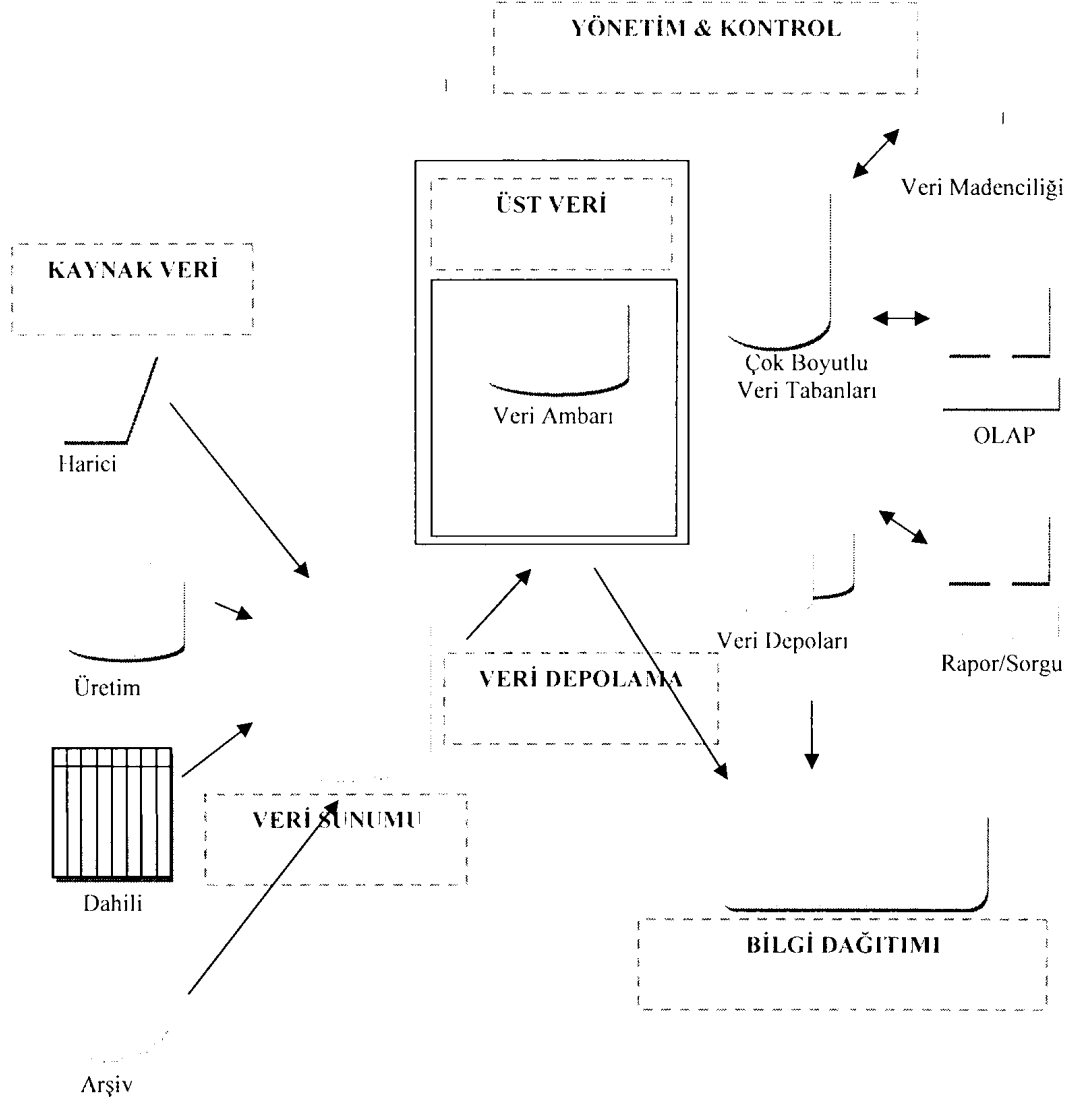 YÖNETİM & KONTROL
Veri Madenciliği
ÜST VERİ
KAYNAK VERİ
Çok Boyutlu
Veri Tabanları
Veri Ambarı
OLAP
Harici
Veri Depoları
Rapor/Sorgu
Üretim
VERİ DEPOLAMA
VERİ SUNUMU
Dahili
BİLGİ DAĞITIMI
Arşiv